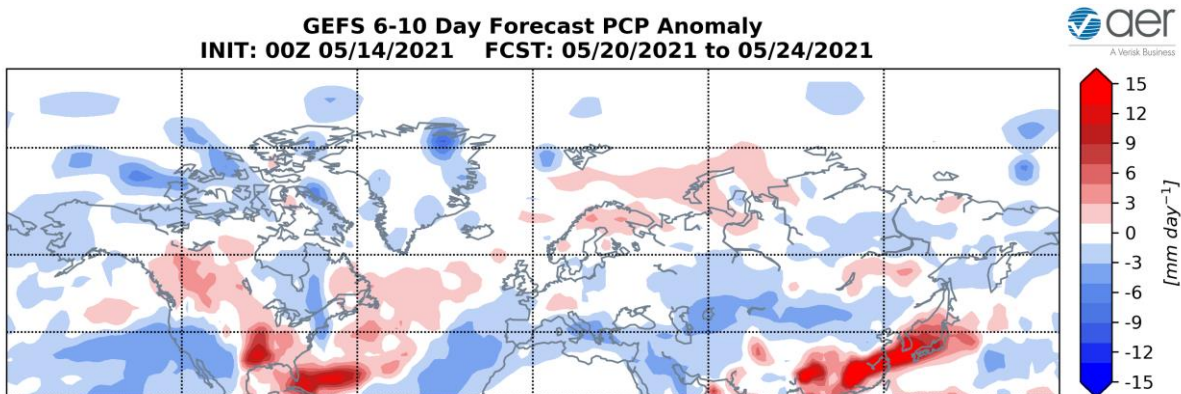 GEFS 6-10 Day Forecast PCP Anomaly
INIT: 00Z 05/14/2021 FCST: 05/20/2021 to 05/24/2021
aer
A Verisk Business
15
12
9
6
3
0
-3
-6
-9
-12
-15
[mm day⁻¹]